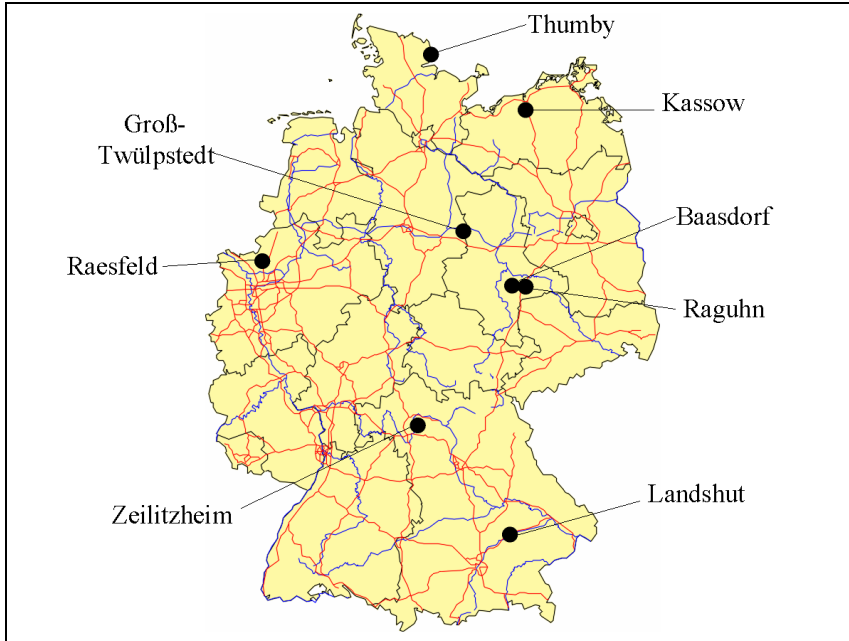 Thumby
Kassow
Groß-
Twülpstedt
Baasdorf
Raesfeld
Raguhn
Landshut
Zeilitzheim